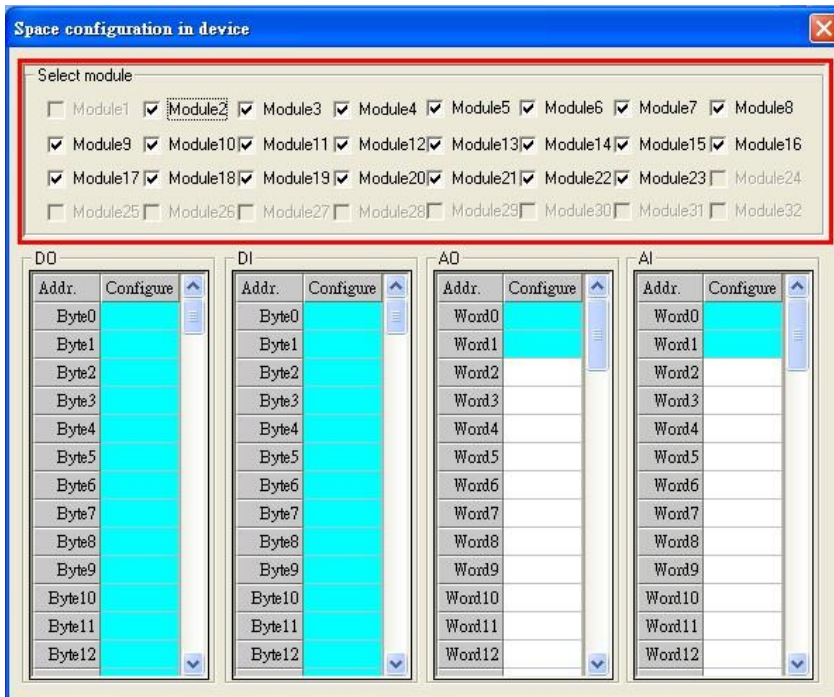 Space configuration in device
Select module
Module1 Module2 Module3 Module4 Module5 Module6 Module7 Module8
Module9 Module10 Module11 Module12 Module13 Module14 Module15 Module16
Module17 Module18 Module19 Module20 Module21 Module22 Module23 Module24
Module25 Module26 Module27 Module28 Module29 Module30 Module31 Module32
DO DI AO AI
Addr. Configure Addr. Configure Addr. Configure Addr. Configure
Byte0 Byte0 Word0 Word0
Byte1 Byte1 Word1 Word1
Byte2 Byte2 Word2 Word2
Byte3 Byte3 Word3 Word3
Byte4 Byte4 Word4 Word4
Byte5 Byte5 Word5 Word5
Byte6 Byte6 Word6 Word6
Byte7 Byte7 Word7 Word7
Byte8 Byte8 Word8 Word8
Byte9 Byte9 Word9 Word9
Byte10 Byte10 Word10 Word10
Byte11 Byte11 Word11 Word11
Byte12 Byte12 Word12 Word12